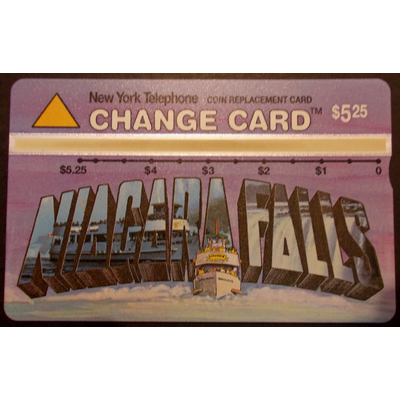 New York Telephone COIN REPLACEMENT CARD
CHANGE CARD™ $5.25
$5.25 $4 $3 $2 $1 0
NIAGARA FALLS